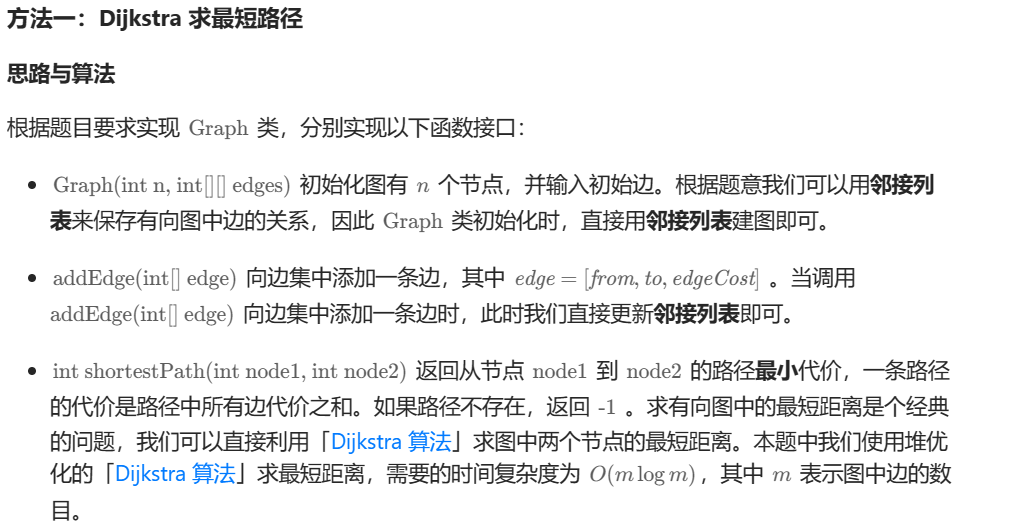 方法一：Dijkstra 求最短路径
思路与算法
根据题目要求实现 Graph 类，分别实现以下函数接口：
• Graph(int n, int[][] edges) 初始化图有 n 个节点，并输入初始边。根据题意我们可以用邻接列
表来保存有向图中边的关系，因此 Graph 类初始化时，直接用邻接列表建图即可。
• addEdge(int[] edge) 向边集中添加一条边，其中 edge = [from, to, edgeCost] 。当调用
addEdge(int[] edge) 向边集中添加一条边时，此时我们直接更新邻接列表即可。
• int shortestPath(int node1, int node2) 返回从节点 node1 到 node2 的路径最小代价，一条路径
的代价是路径中所有边代价之和。如果路径不存在，返回 -1 。求有向图中的最短距离是个经典
的问题，我们可以直接利用「Dijkstra 算法」求图中两个节点的最短距离。本题中我们使用堆优
化的「Dijkstra 算法」求最短距离，需要的时间复杂度为 O(m log m)，其中 m 表示图中边的数
目。